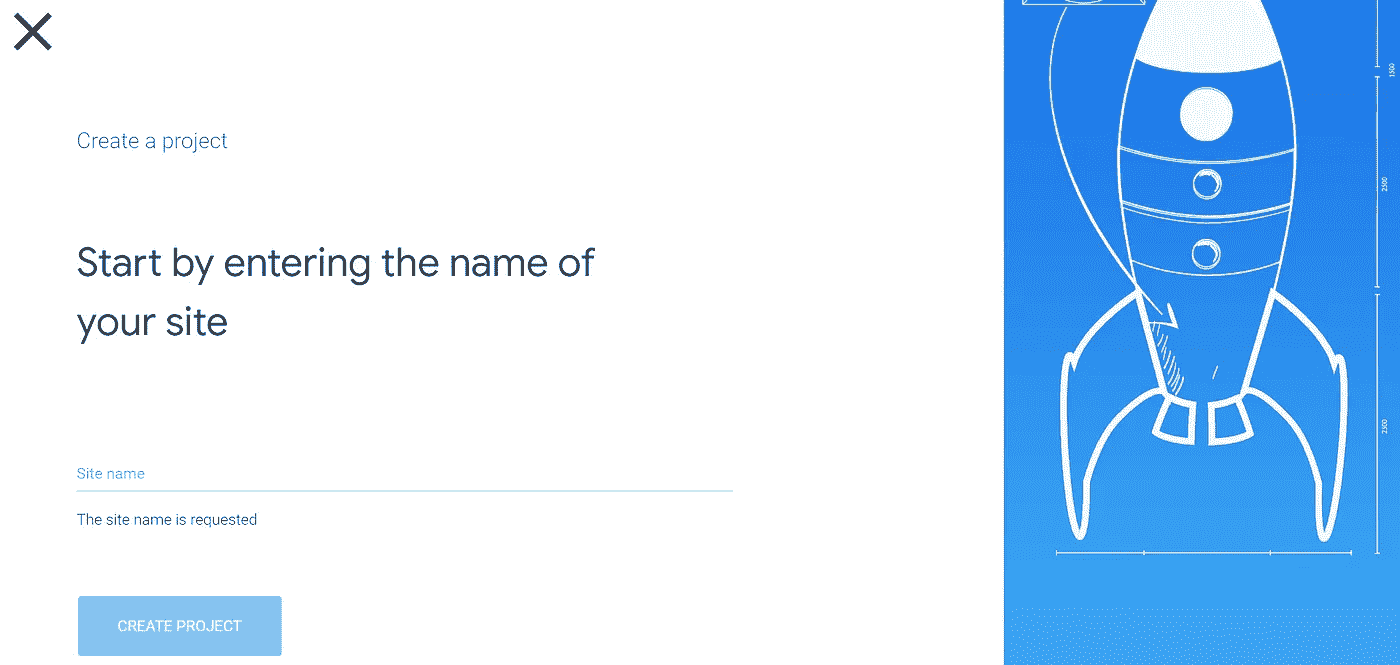 Create a project
Start by entering the name of
your site
Site name
The site name is requested
CREATE PROJECT
1500
2500
2500